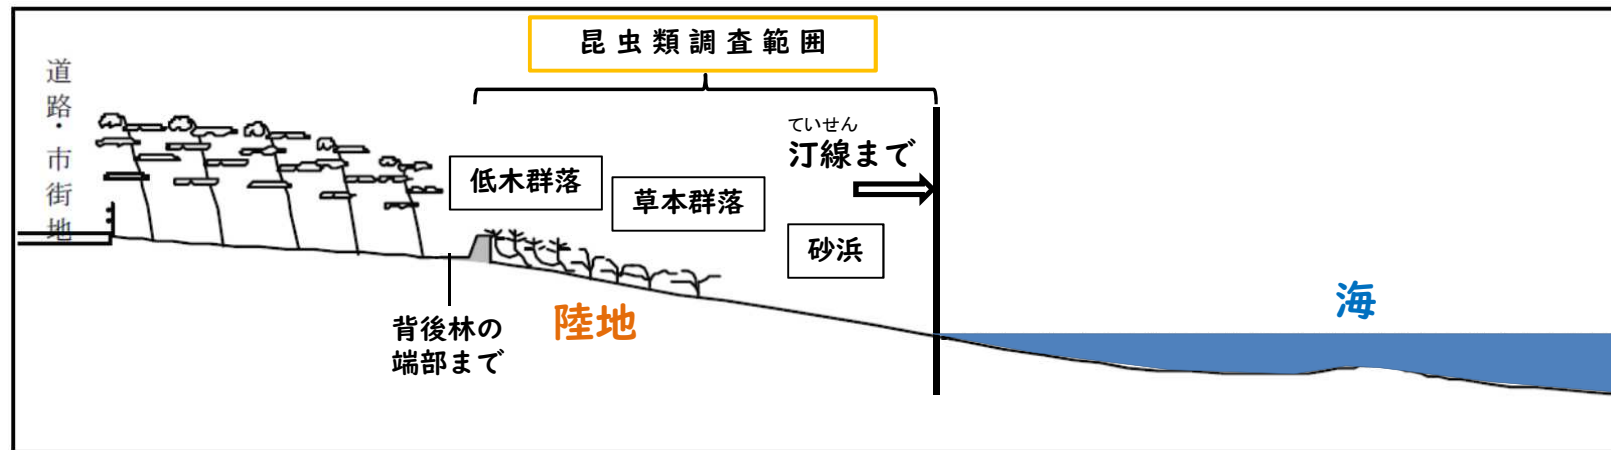 昆虫類調査範囲
道路・市街地
ていせん
汀線まで
低木群落
草本群落
砂浜
背後林の
端部まで
陸地
海